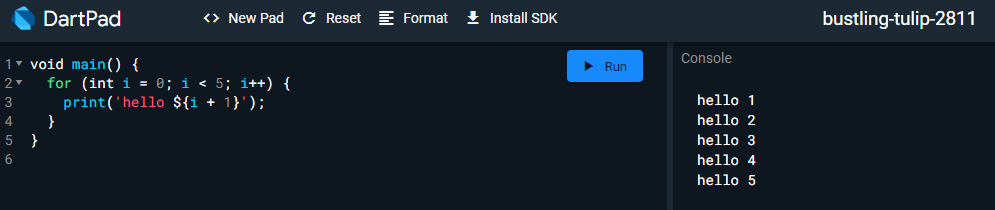 DartPad <> New Pad Reset Format Install SDK bustling-tulip-2811
1 void main() {
2   for (int i = 0; i < 5; i++) {
3     print('hello ${i + 1}');
4   }
5 }
6
Run
Console
hello 1
hello 2
hello 3
hello 4
hello 5